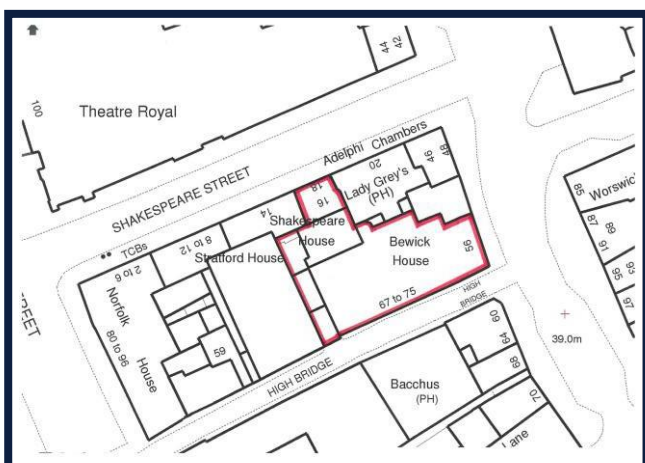 44
42
100
Theatre Royal
Adelphi Chambers
SHAKESPEARE STREET
18
16
20
Lady Grey's
(PH)
46
48
14
Shakespeare
House
TCBs
2 to 6
8 to 12
Stratford House
Bewick
House
56
67 to 75
Norfolk
House
80 to 96
69
HIGH BRIDGE
HIGH
BRIDGE
60
64
68
70
Bacchus
(PH)
Lane
39.0m
Worswick
85
87
89
91
93
95
97
REET